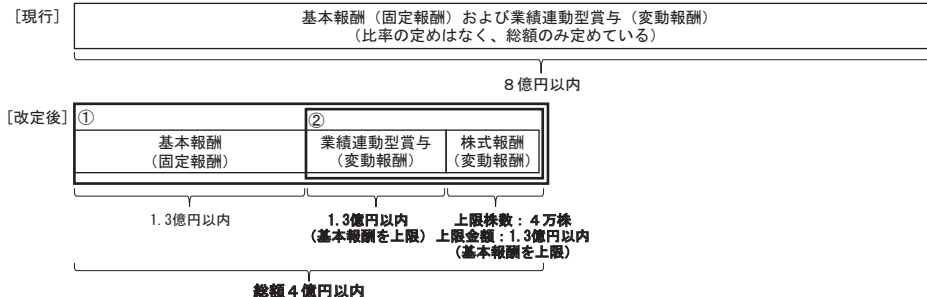 ［現行］
基本報酬（固定報酬）および業績連動型賞与（変動報酬）
（比率の定めはなく、総額のみ定めている）
８億円以内
［改定後］
①
②
基本報酬
（固定報酬）
業績連動型賞与
（変動報酬）
株式報酬
（変動報酬）
1.3億円以内
1.3億円以内
（基本報酬を上限）
上限株数：４万株
上限金額：1.3億円以内
（基本報酬を上限）
総額４億円以内